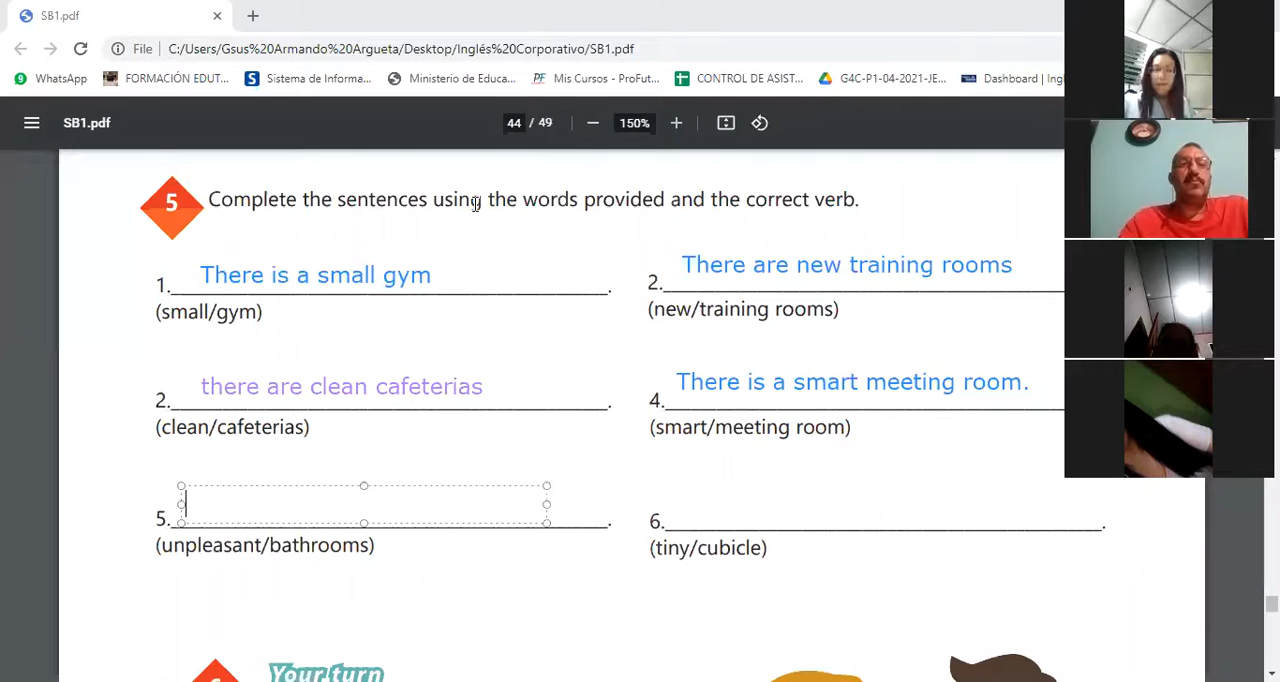 SB1.pdf
File C:/Users/Gsus%20Armando%20Argueta/Desktop/Inglés%20Corporativo/SB1.pdf
WhatsApp FORMACIÓN EDUT... Sistema de Informa... Ministerio de Educa... Mis Cursos - ProFut... CONTROL DE ASIST... G4C-P1-04-2021-JE... Dashboard | Ingl
SB1.pdf 44 / 49 150%
5 Complete the sentences using the words provided and the correct verb.
1. There is a small gym.
(small/gym)
2. There are new training rooms
(new/training rooms)
2. there are clean cafeterias.
(clean/cafeterias)
4. There is a smart meeting room.
(smart/meeting room)
5. .
(unpleasant/bathrooms)
6. .
(tiny/cubicle)
Your turn